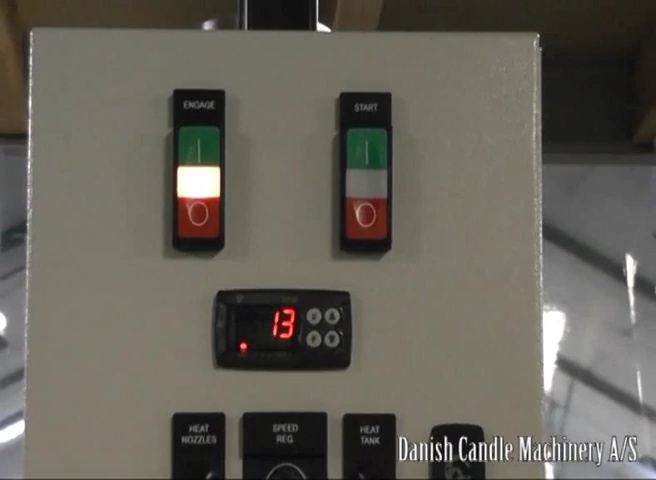 ENGAGE
START
13
HEAT
NOZZLES
SPEED
REG.
HEAT
TANK
Danish Candle Machinery A/S